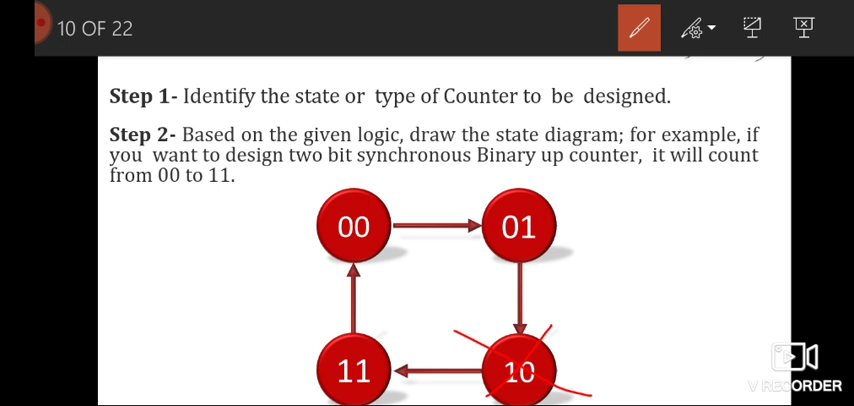 10 OF 22
Step 1- Identify the state or type of Counter to be designed.
Step 2- Based on the given logic, draw the state diagram; for example, if
you want to design two bit synchronous Binary up counter, it will count
from 00 to 11.
00
01
11
10
V RECORDER